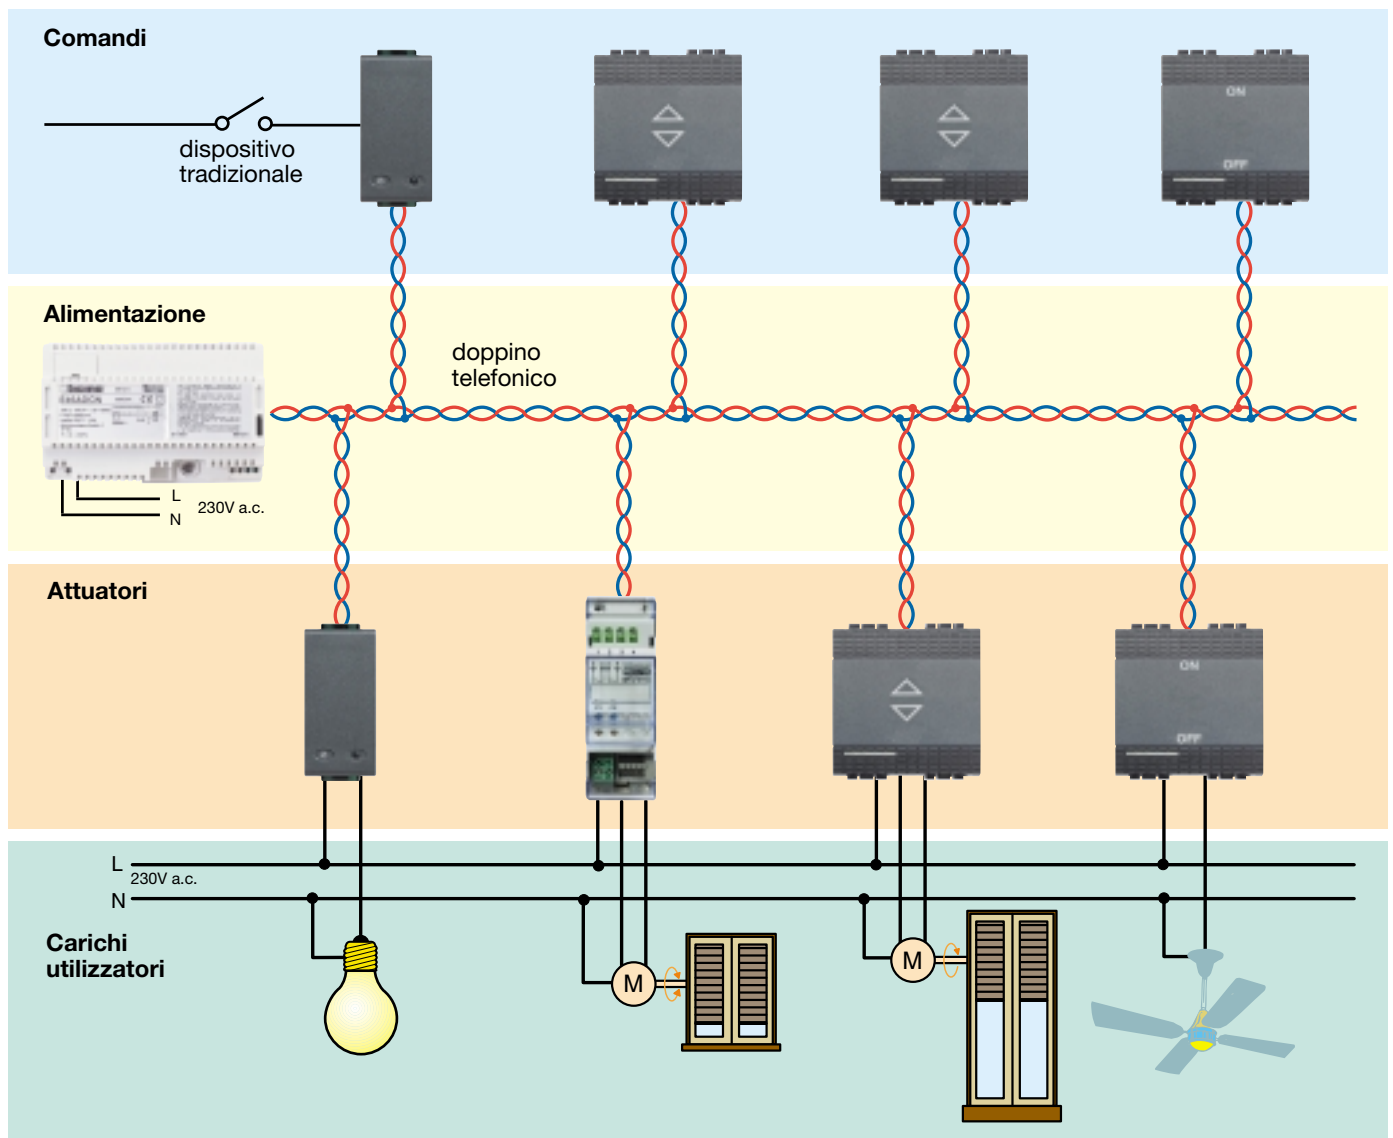 Comandi
dispositivo
tradizionale
ON
OFF
Alimentazione
doppino
telefonico
L
N
230V a.c.
Attuatori
ON
OFF
L
230V a.c.
N
Carichi
utilizzatori
M
M